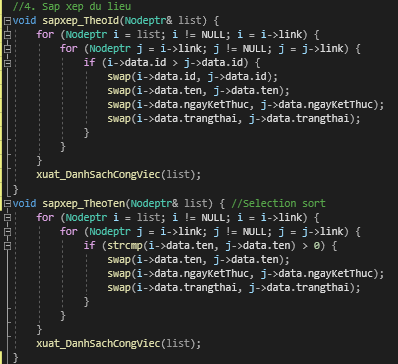 //4. Sap xep du lieu
void sapxep_TheoId(Nodeptr& list) {
    for (Nodeptr i = list; i != NULL; i = i->link) {
        for (Nodeptr j = i->link; j != NULL; j = j->link) {
            if (i->data.id > j->data.id) {
                swap(i->data.id, j->data.id);
                swap(i->data.ten, j->data.ten);
                swap(i->data.ngayKetThuc, j->data.ngayKetThuc);
                swap(i->data.trangthai, j->data.trangthai);
            }
        }
    }
    xuat_DanhSachCongViec(list);
}
void sapxep_TheoTen(Nodeptr& list) { //Selection sort
    for (Nodeptr i = list; i != NULL; i = i->link) {
        for (Nodeptr j = i->link; j != NULL; j = j->link) {
            if (strcmp(i->data.ten, j->data.ten) > 0) {
                swap(i->data.ten, j->data.ten);
                swap(i->data.ngayKetThuc, j->data.ngayKetThuc);
                swap(i->data.trangthai, j->data.trangthai);
            }
        }
    }
    xuat_DanhSachCongViec(list);
}